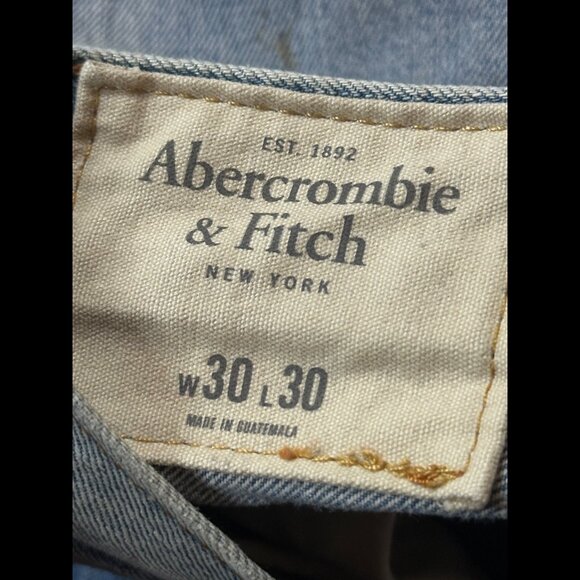 EST. 1892
Abercrombie
& Fitch
NEW YORK
W30 L30
MADE IN GUATEMALA